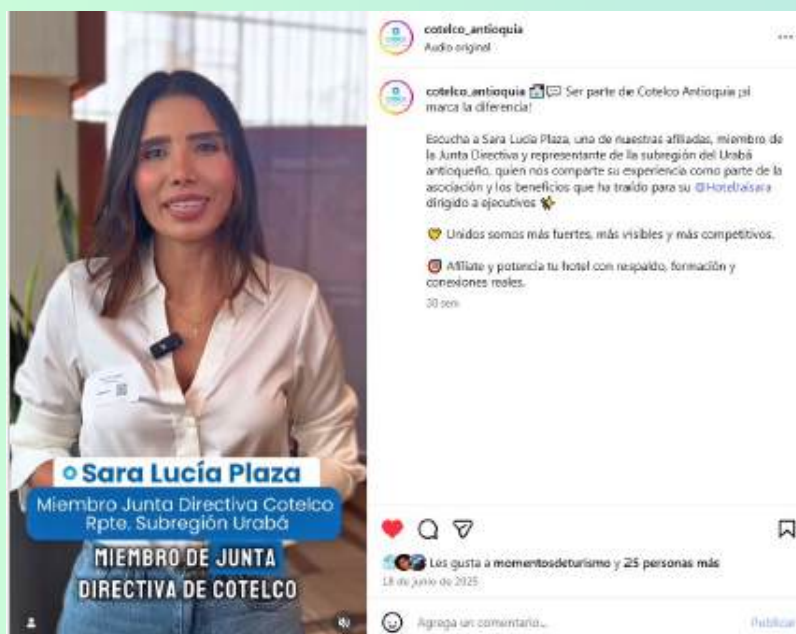 Sara Lucía Plaza
Miembro Junta Directiva Cotelco
Rpte. Subregión Urabá
MIEMBRO DE JUNTA
DIRECTIVA DE COTELCO
cotelco_antioquia
Audio original
cotelco_antioquia Ser parte de Cotelco Antioquia ¡sí
marca la diferencia!
Escucha a Sara Lucía Plaza, una de nuestras afiliadas, miembro de
la Junta Directiva y representante de la subregión del Urabá
antioqueño, quien nos comparte su experiencia como parte de la
asociación y los beneficios que ha traído para su @Hotelraisara
dirigido a ejecutivos
Unidos somos más fuertes, más visibles y más competitivos.
Afíliate y potencia tu hotel con respaldo, formación y
conexiones reales.
30 sem
Les gusta a momentosdeturismo y 25 personas más
18 de junio de 2025
Agrega un comentario...
Publicar